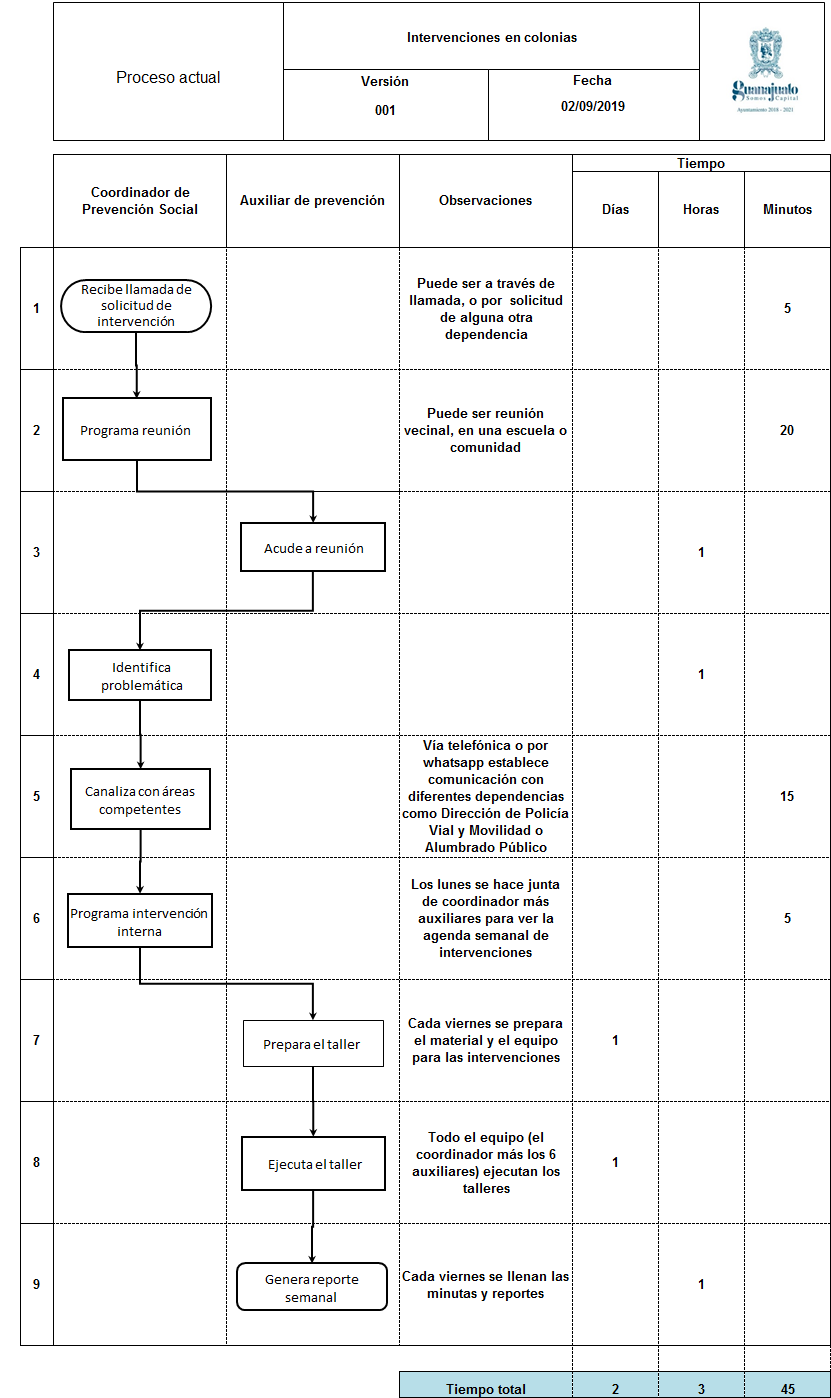 Proceso actual
Intervenciones en colonias
Versión
001
Fecha
02/09/2019
Guanajuato
Somos Capital
Ayuntamiento 2018 - 2021
Coordinador de
Prevención Social
Auxiliar de prevención
Observaciones
Tiempo
Días
Horas
Minutos
1
Recibe llamada de
solicitud de
intervención
Puede ser a través de
llamada, o por solicitud
de alguna otra
dependencia
5
2
Programa reunión
Puede ser reunión
vecinal, en una escuela o
comunidad
20
3
Acude a reunión
1
4
Identifica
problemática
1
5
Canaliza con áreas
competentes
Vía telefónica o por
whatsapp establece
comunicación con
diferentes dependencias
como Dirección de Policía
Vial y Movilidad o
Alumbrado Público
15
6
Programa intervención
interna
Los lunes se hace junta
de coordinador más
auxiliares para ver la
agenda semanal de
intervenciones
5
7
Prepara el taller
Cada viernes se prepara
el material y el equipo
para las intervenciones
1
8
Ejecuta el taller
Todo el equipo (el
coordinador más los 6
auxiliares) ejecutan los
talleres
1
9
Genera reporte
semanal
Cada viernes se llenan las
minutas y reportes
1
Tiempo total
2
3
45